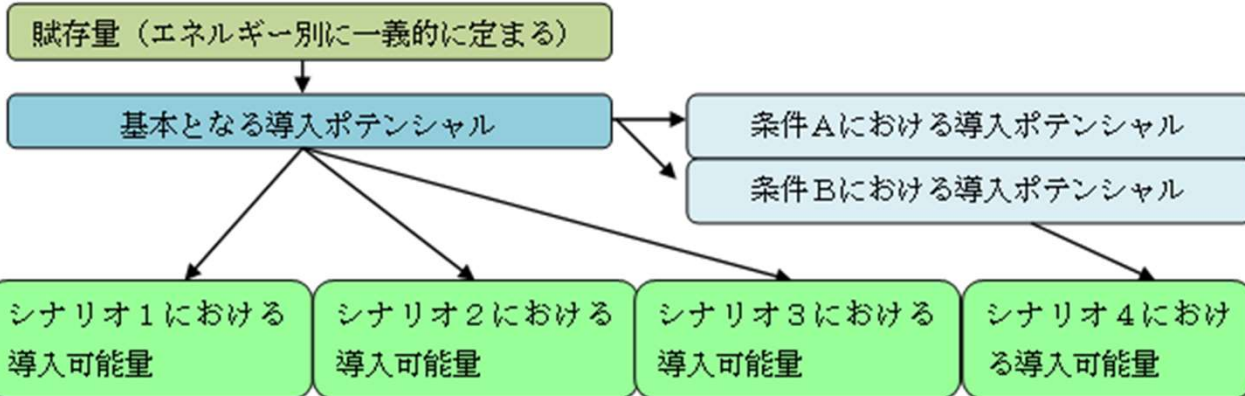 賦存量（エネルギー別に一義的に定まる）
基本となる導入ポテンシャル
条件Ａにおける導入ポテンシャル
条件Ｂにおける導入ポテンシャル
シナリオ１における
導入可能量
シナリオ２における
導入可能量
シナリオ３における
導入可能量
シナリオ４におけ
る導入可能量